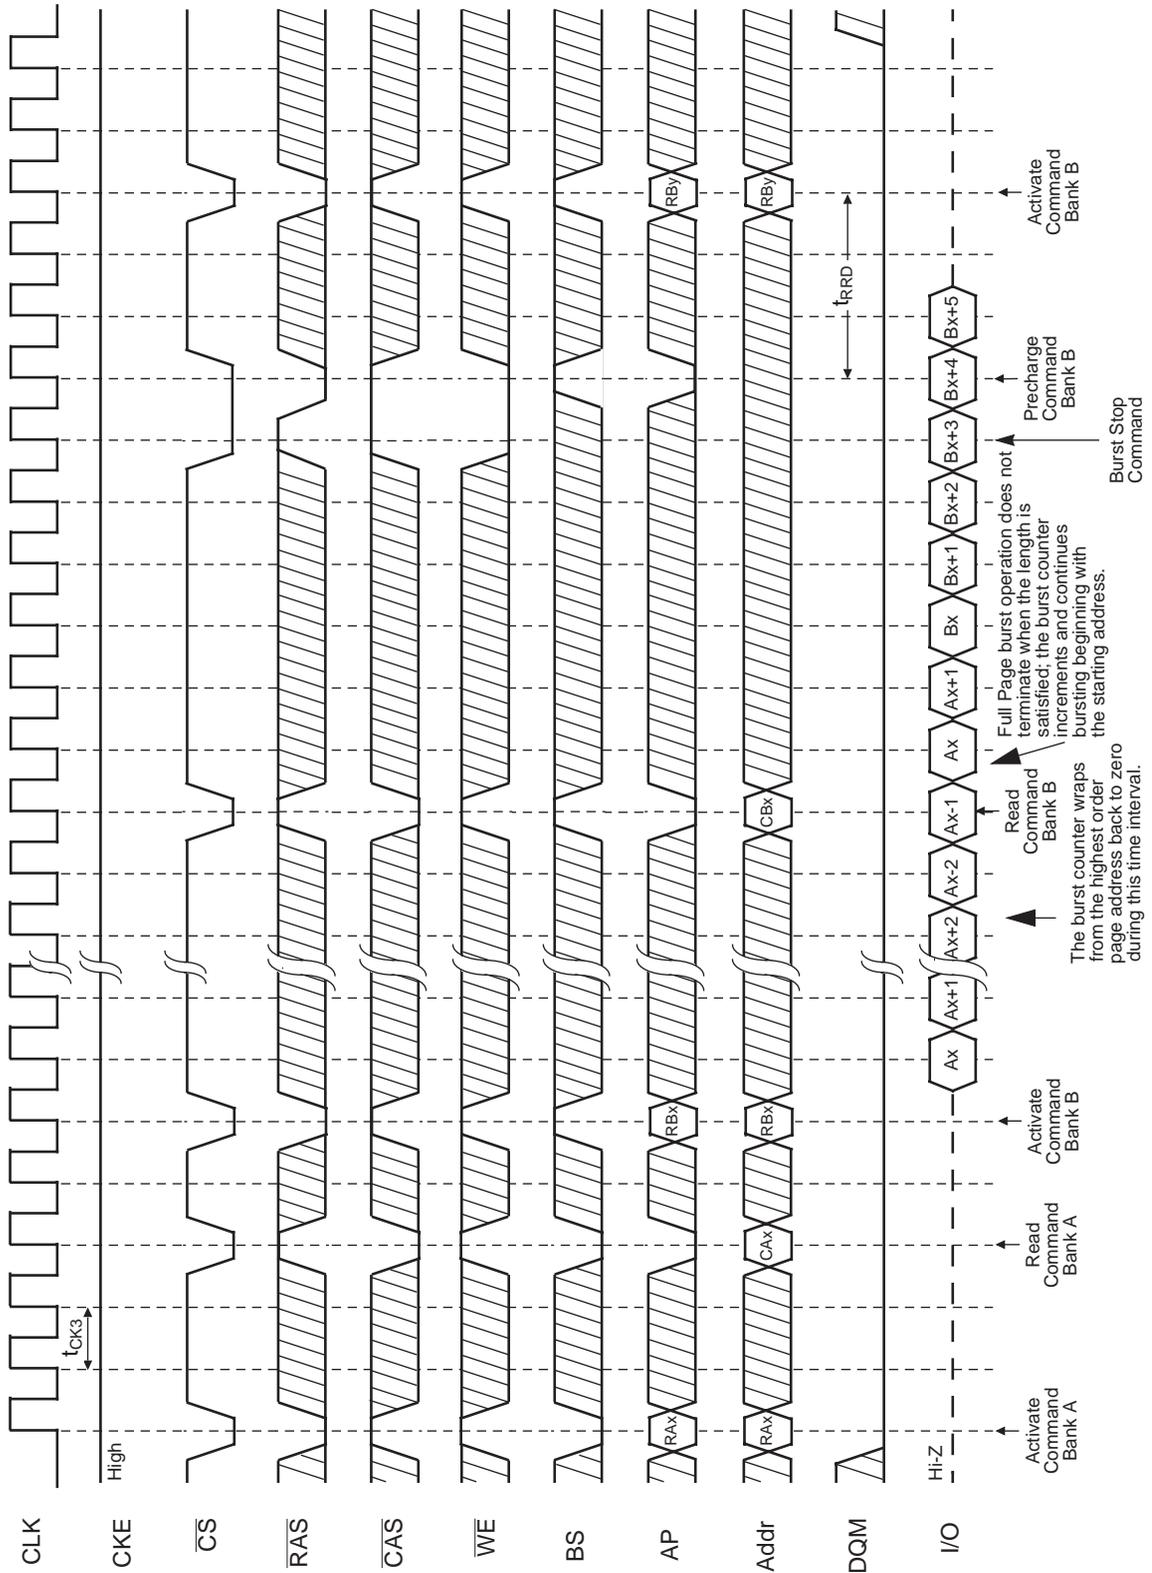 CLK
tCK3
CKE
High
CS
RAS
CAS
WE
BS
AP
RAx
RBx
RBy
Addr
RAx
CAx
RBx
CBx
RBy
tRRD
DQM
I/O
Hi-Z
Ax
Ax+1
Ax+2
Ax-2
Ax-1
Ax
Ax+1
Bx
Bx+1
Bx+2
Bx+3
Bx+4
Bx+5
Activate
Command
Bank A
Read
Command
Bank A
Activate
Command
Bank B
The burst counter wraps
from the highest order
page address back to zero
during this time interval.
Read
Command
Bank B
Full Page burst operation does not
terminate when the length is
satisfied; the burst counter
increments and continues
bursting beginning with
the starting address.
Burst Stop
Command
Precharge
Command
Bank B
Activate
Command
Bank B